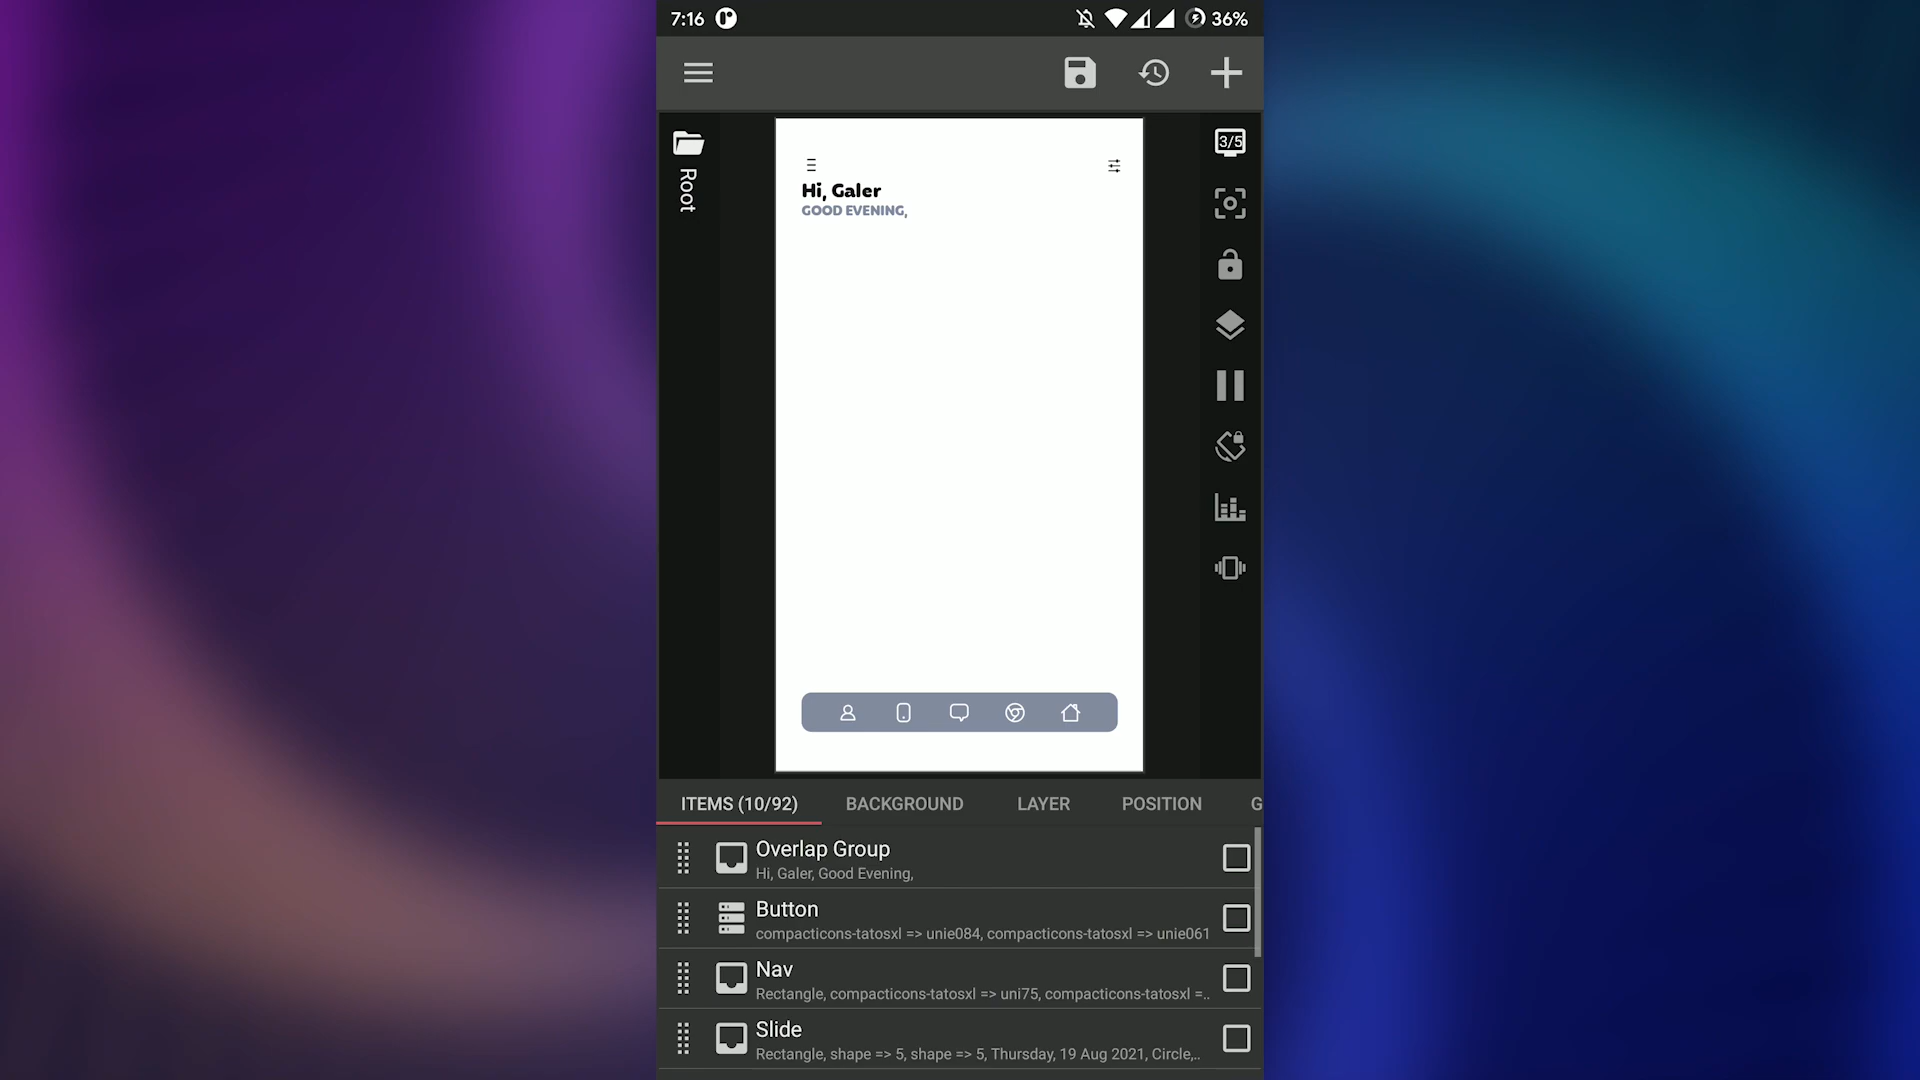 7:16
36%
3/5
Root
Hi, Galer
GOOD EVENING,
ITEMS (10/92)
BACKGROUND
LAYER
POSITION
G
Overlap Group
Hi, Galer, Good Evening,
Button
compacticons-tatosxl => unie084, compacticons-tatosxl => unie061
Nav
Rectangle, compacticons-tatosxl => uni75, compacticons-tatosxl =..
Slide
Rectangle, shape => 5, shape => 5, Thursday, 19 Aug 2021, Circle,..